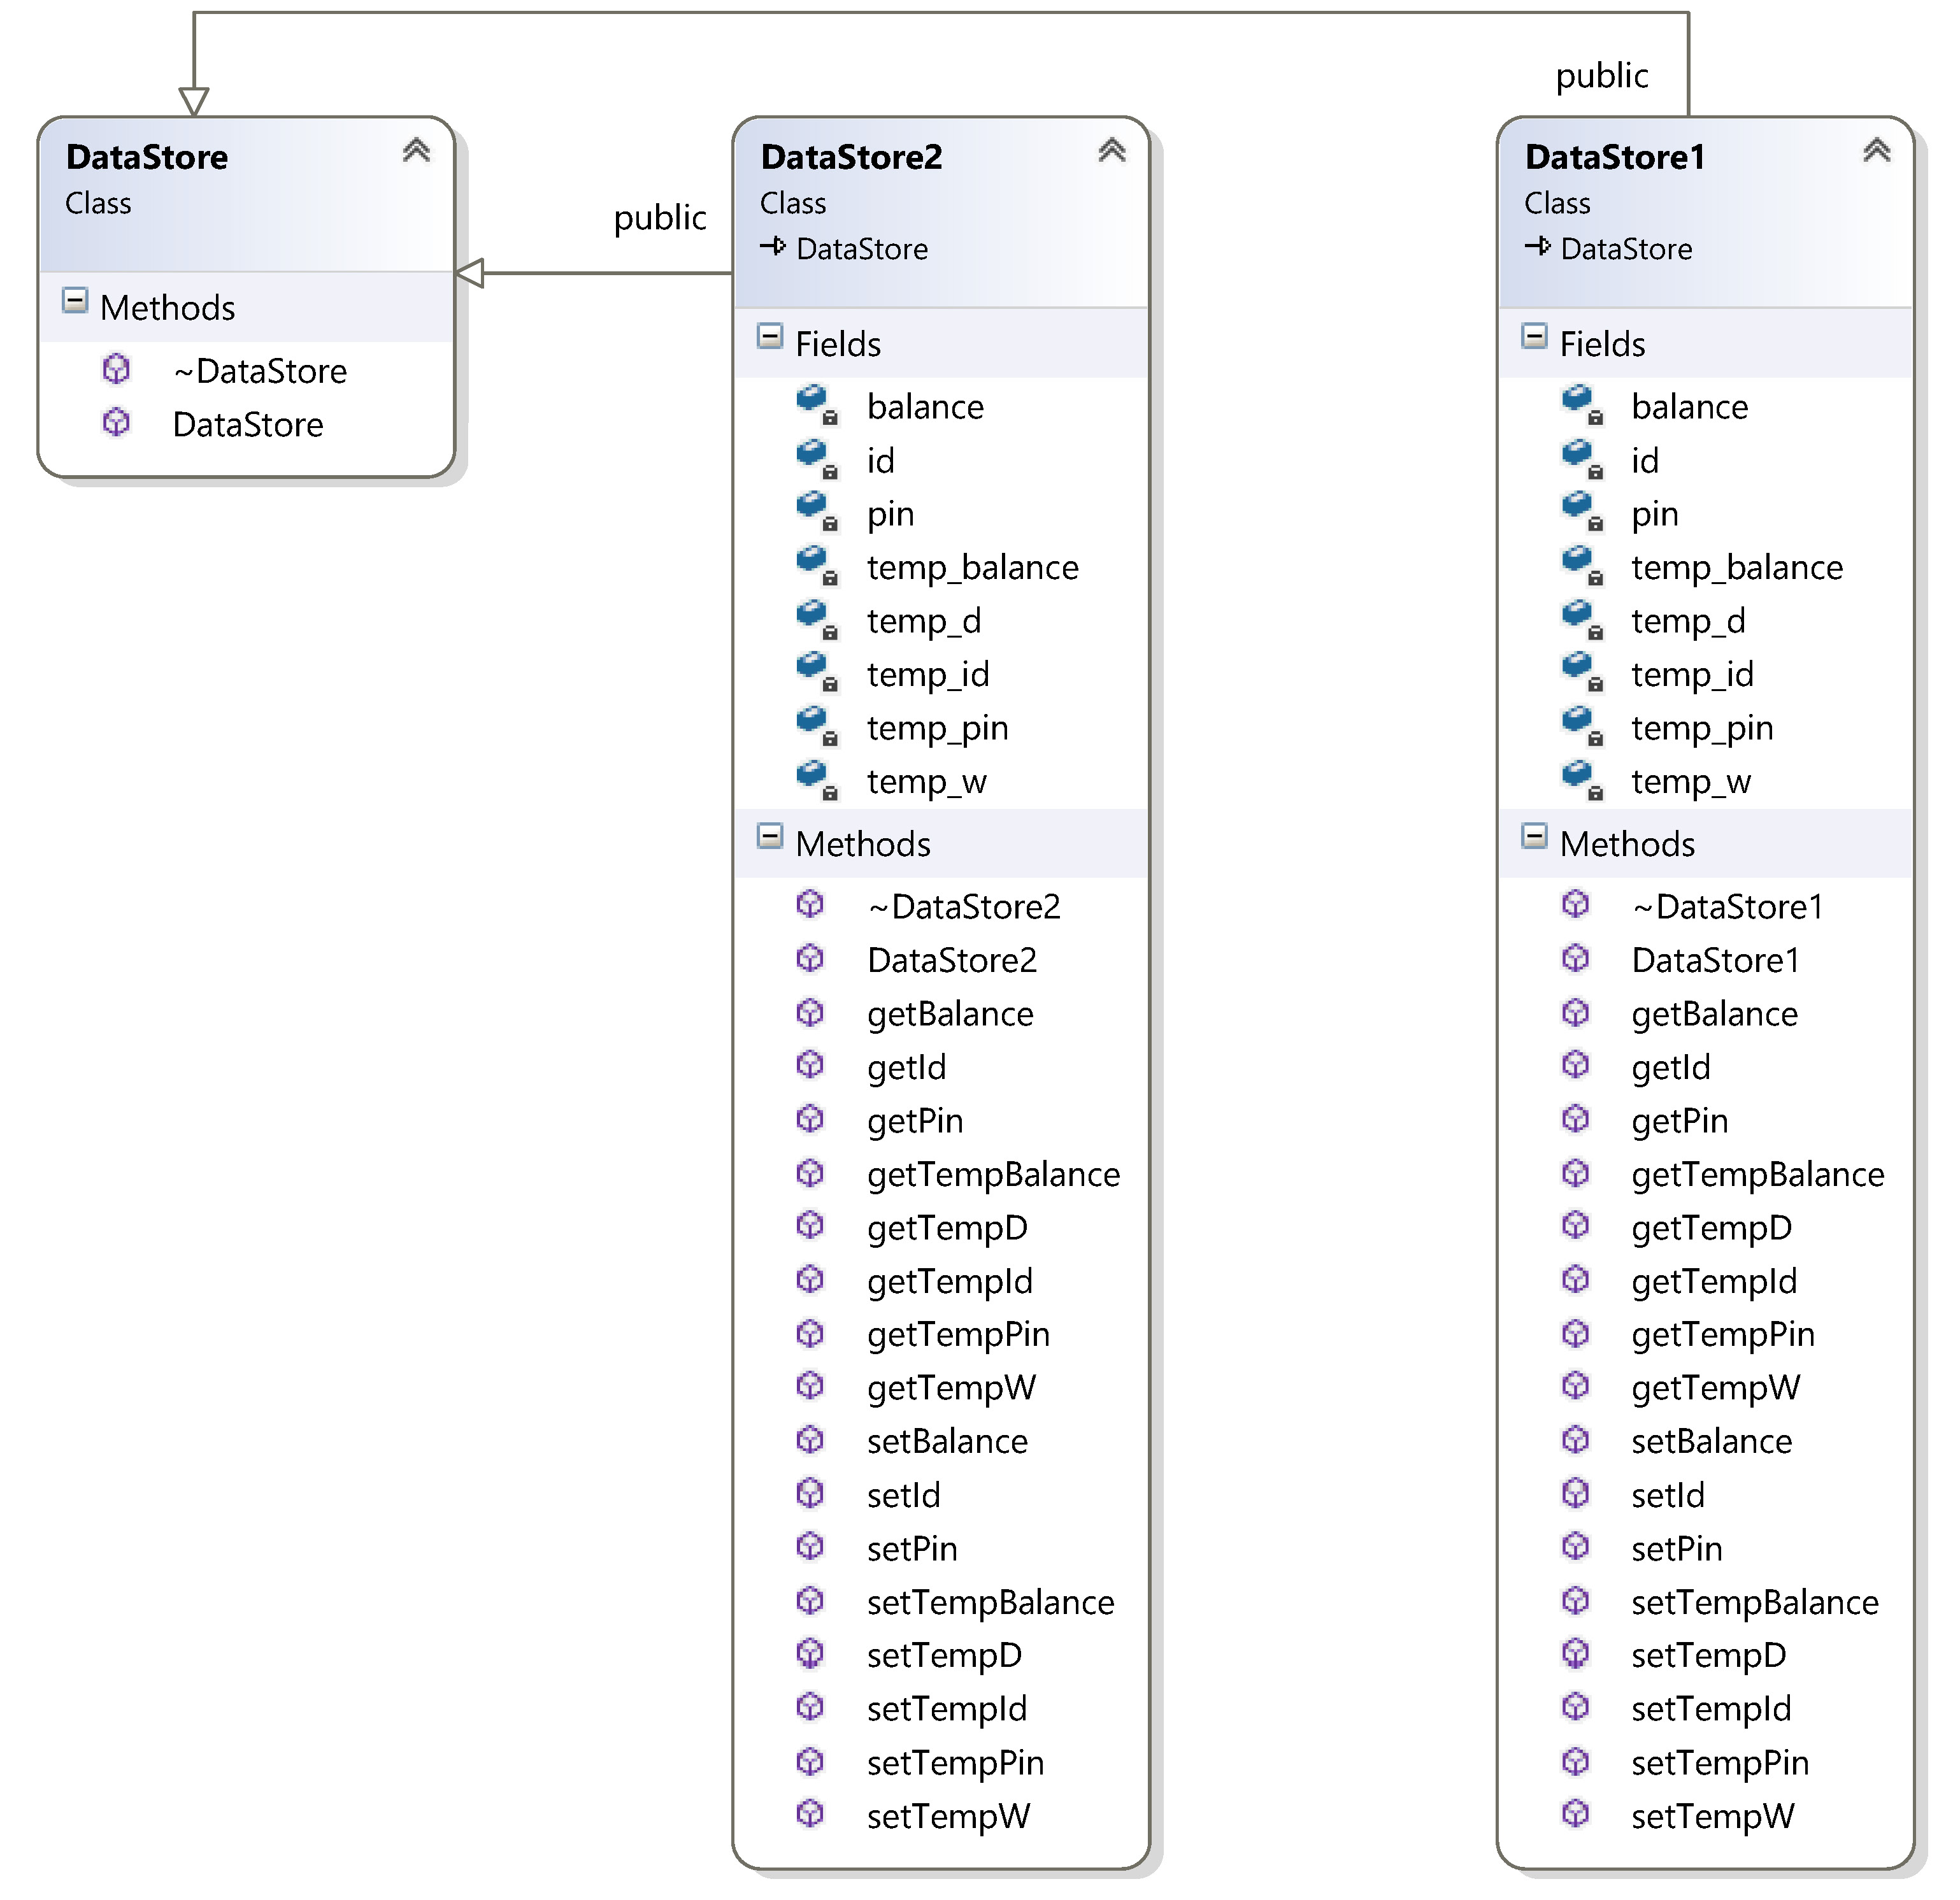 public
DataStore
Class
Methods
~DataStore
DataStore
public
DataStore2
Class
DataStore
Fields
balance
id
pin
temp_balance
temp_d
temp_id
temp_pin
temp_w
Methods
~DataStore2
DataStore2
getBalance
getId
getPin
getTempBalance
getTempD
getTempId
getTempPin
getTempW
setBalance
setId
setPin
setTempBalance
setTempD
setTempId
setTempPin
setTempW
DataStore1
Class
DataStore
Fields
balance
id
pin
temp_balance
temp_d
temp_id
temp_pin
temp_w
Methods
~DataStore1
DataStore1
getBalance
getId
getPin
getTempBalance
getTempD
getTempId
getTempPin
getTempW
setBalance
setId
setPin
setTempBalance
setTempD
setTempId
setTempPin
setTempW